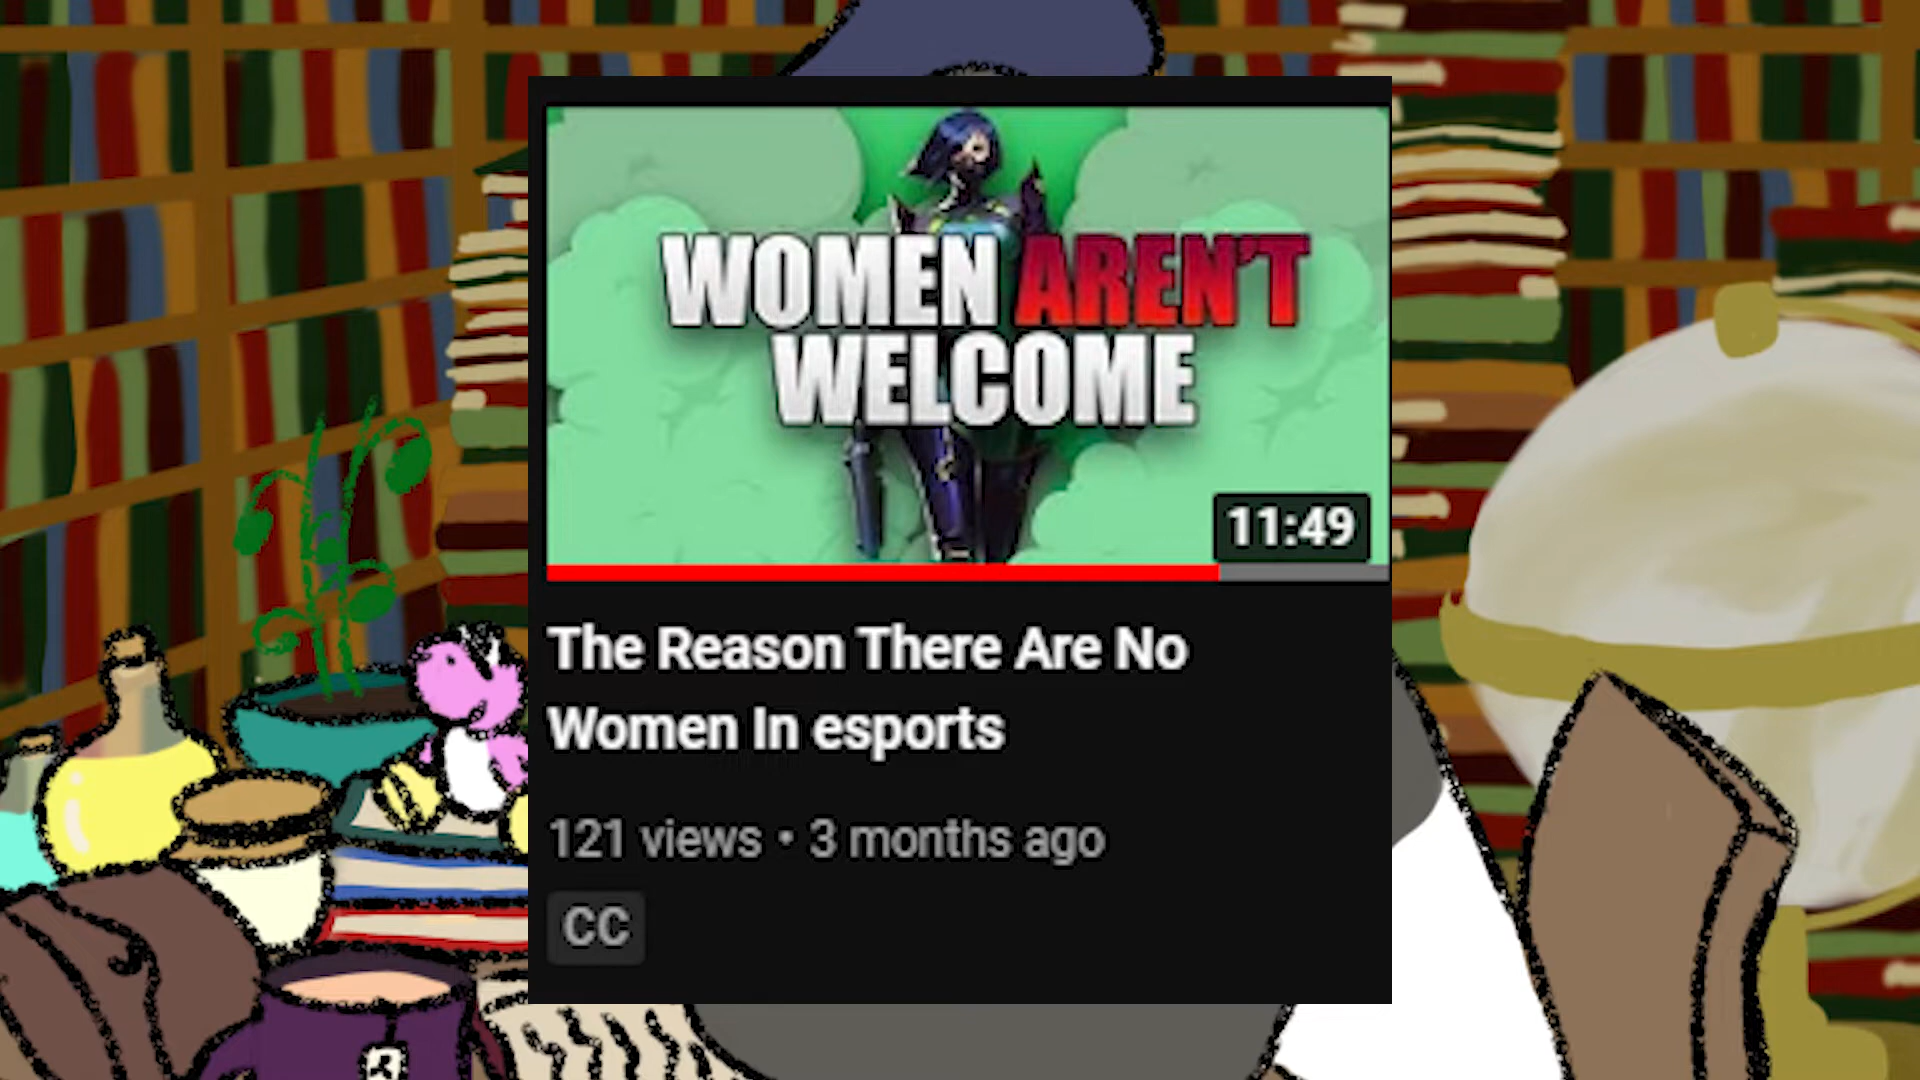 WOMEN AREN'T
WELCOME
11:49
The Reason There Are No
Women In esports
121 views • 3 months ago
CC